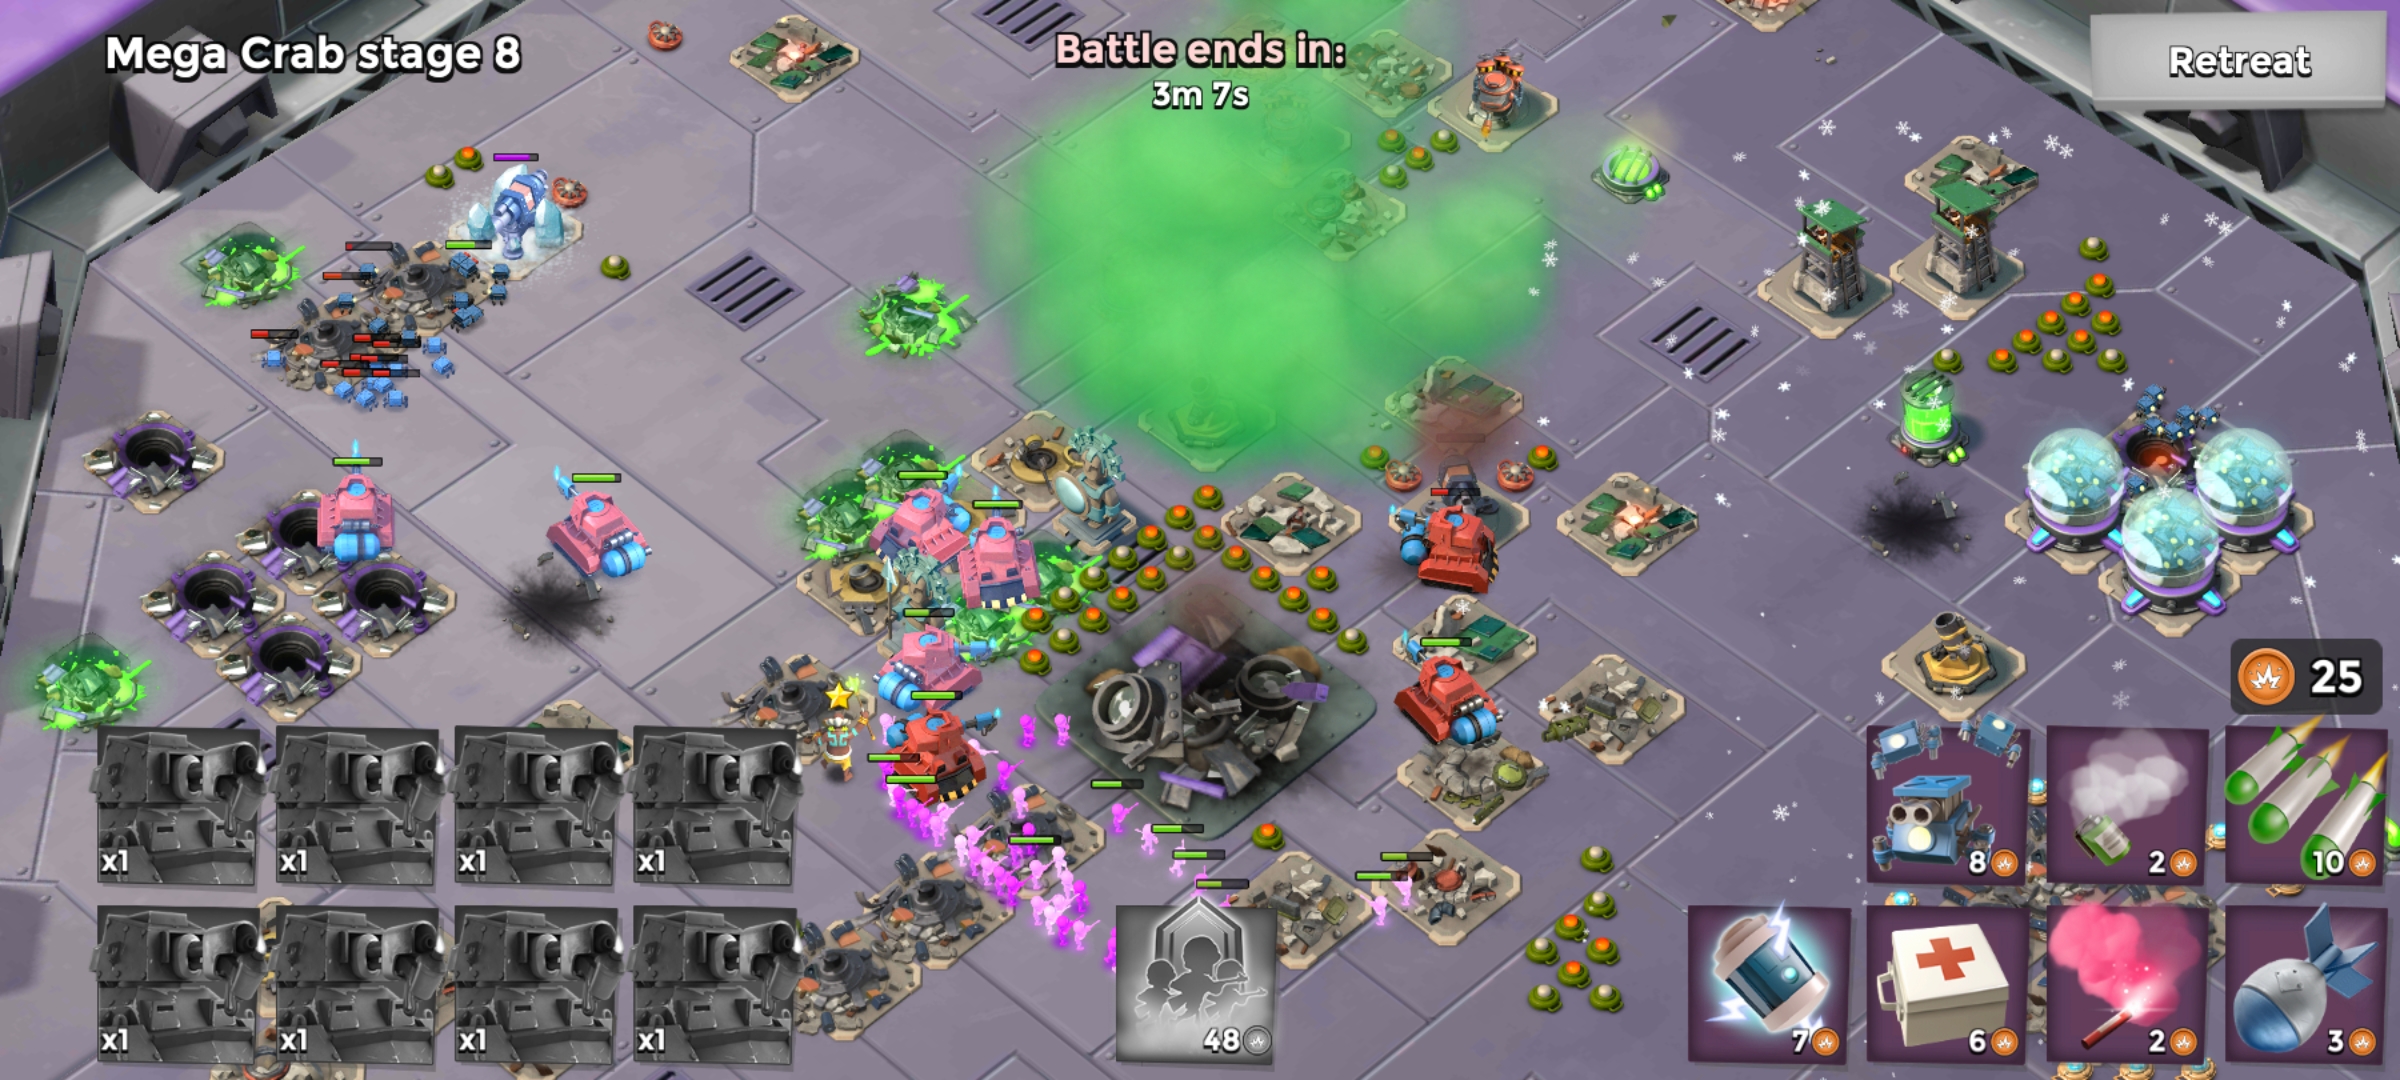 Mega Crab stage 8
Battle ends in:
3m 7s
Retreat
25
x1
x1
x1
x1
8
2
10
x1
x1
x1
x1
48
7
6
2
3